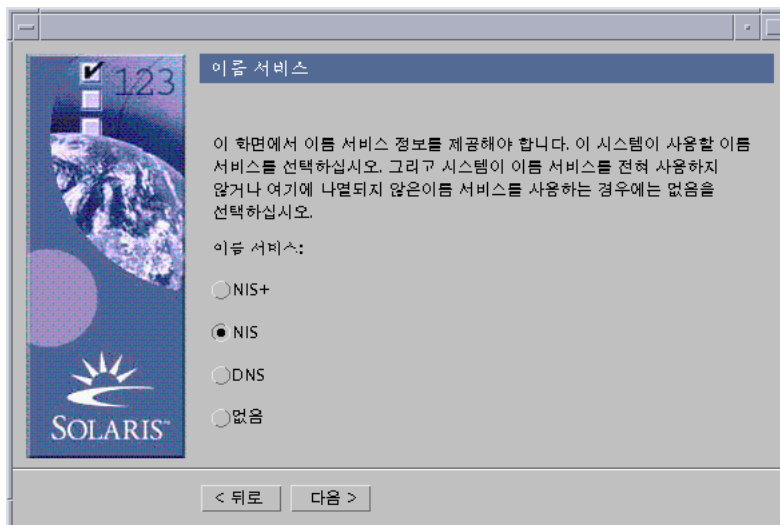 123
이름 서비스
이 화면에서 이름 서비스 정보를 제공해야 합니다. 이 시스템이 사용할 이름
서비스를 선택하십시오. 그리고 시스템이 이름 서비스를 전혀 사용하지
않거나 여기에 나열되지 않은이름 서비스를 사용하는 경우에는 없음을
선택하십시오.
이름 서비스:
NIS+
NIS
DNS
없음
SOLARIS™
< 뒤로
다음 >